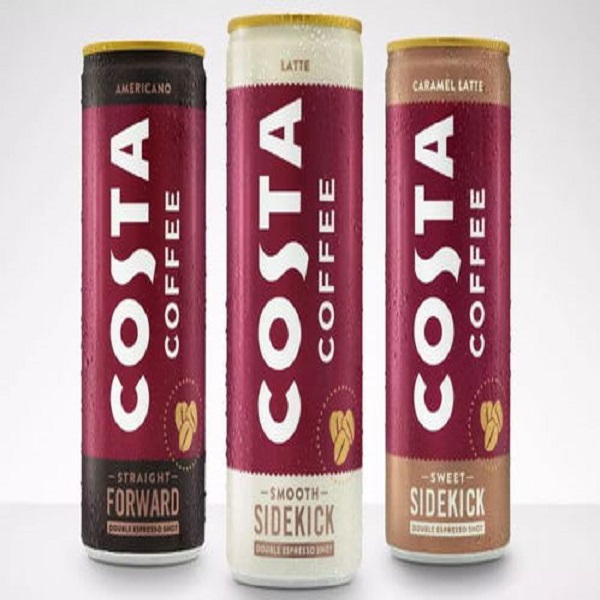 AMERICANO
COSTA
COFFEE
STRAIGHT
FORWARD
DOUBLE ESPRESSO SHOT
LATTE
COSTA
COFFEE
SMOOTH
SIDEKICK
DOUBLE ESPRESSO SHOT
CARAMEL LATTE
COSTA
COFFEE
SWEET
SIDEKICK
DOUBLE ESPRESSO SHOT